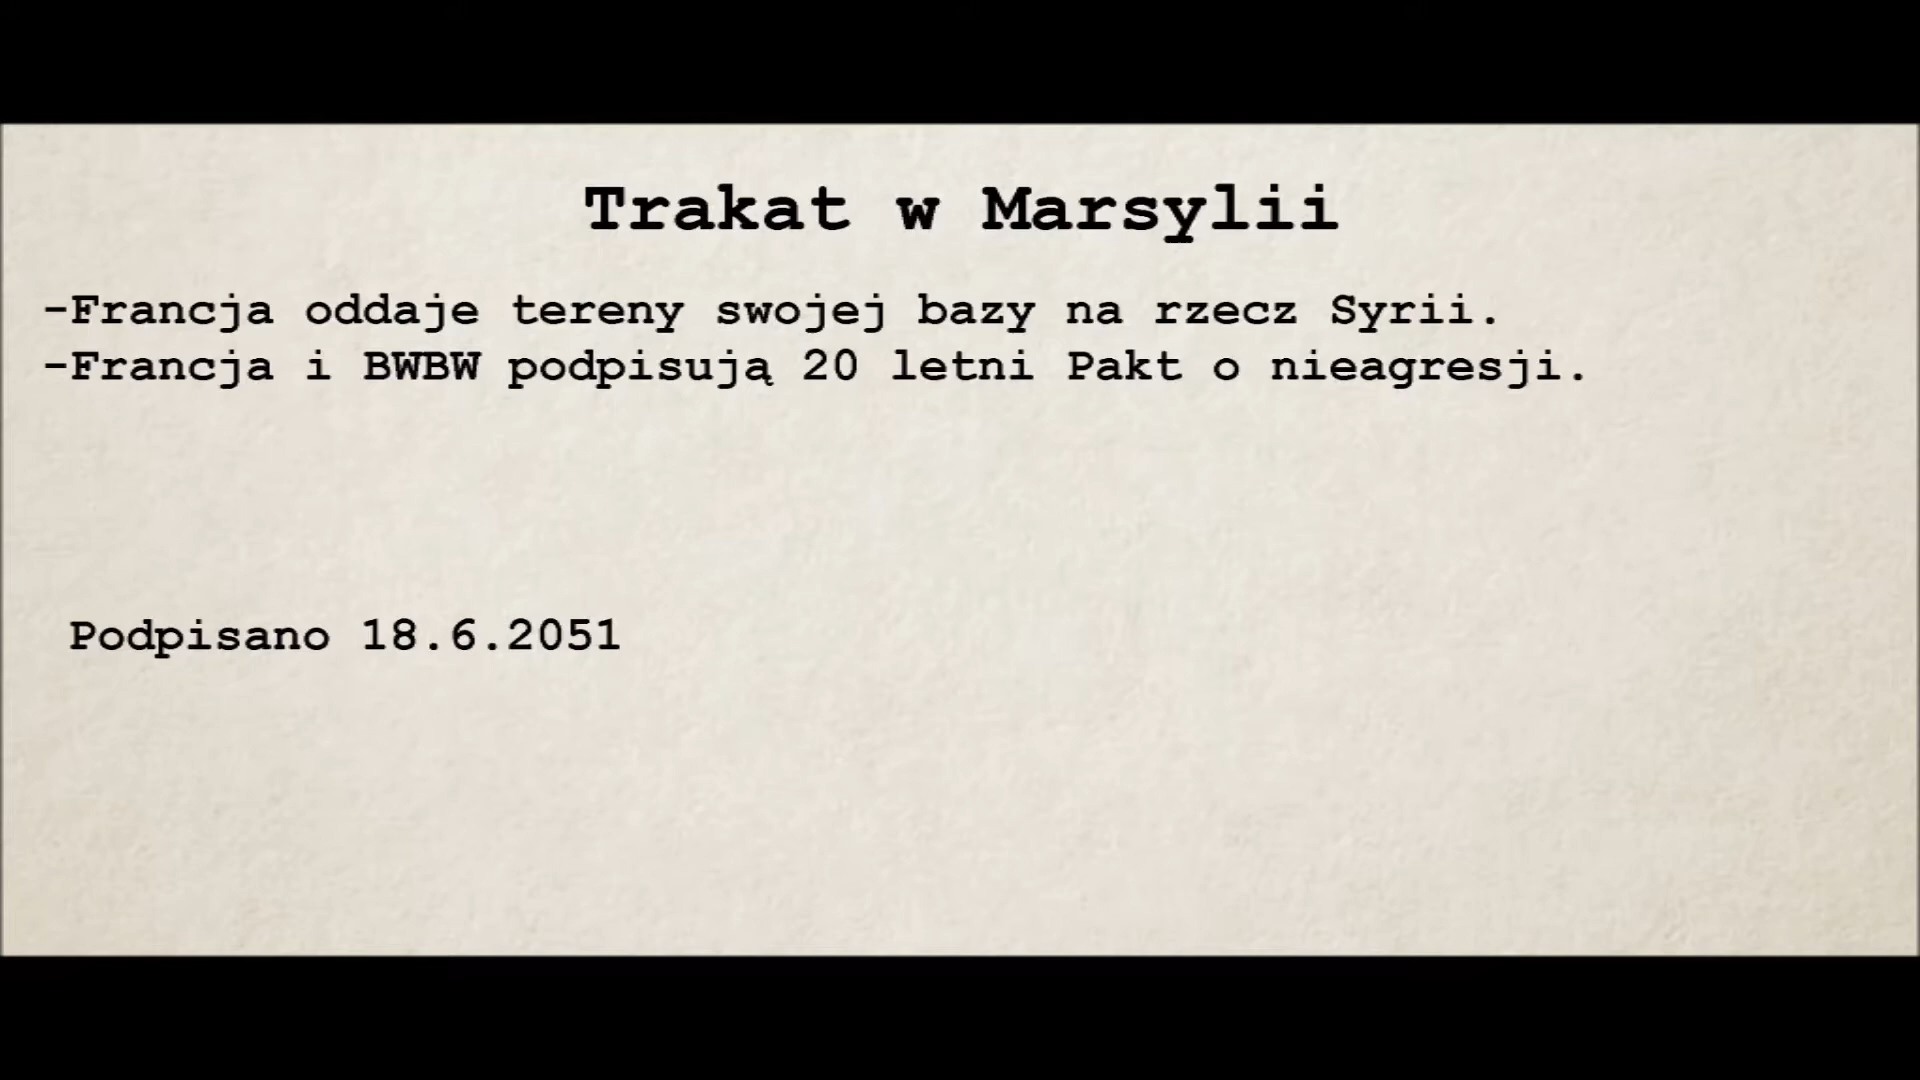 Trakat w Marsylii
-Francja oddaje tereny swojej bazy na rzecz Syrii.
-Francja i BWBW podpisują 20 letni Pakt o nieagresji.
Podpisano 18.6.2051